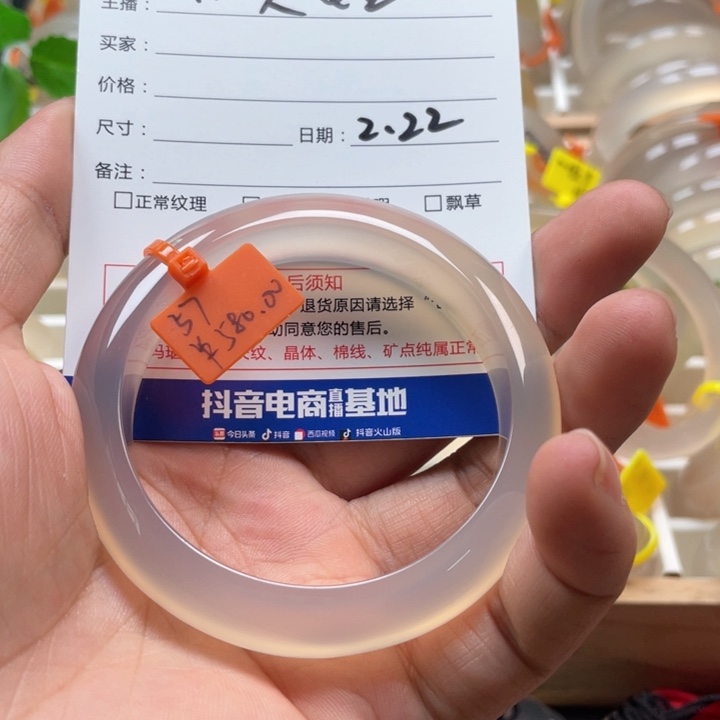 主播：
买家：
价格：
尺寸： 日期： 2.22
备注：
□正常纹理 □ 理 □飘草
后须知
退货原因请选择
动同意您的售后。
纹、晶体、棉线、矿点纯属正常
57
¥580.00
抖音电商直播基地
今日头条 抖音 西瓜视频 抖音火山版